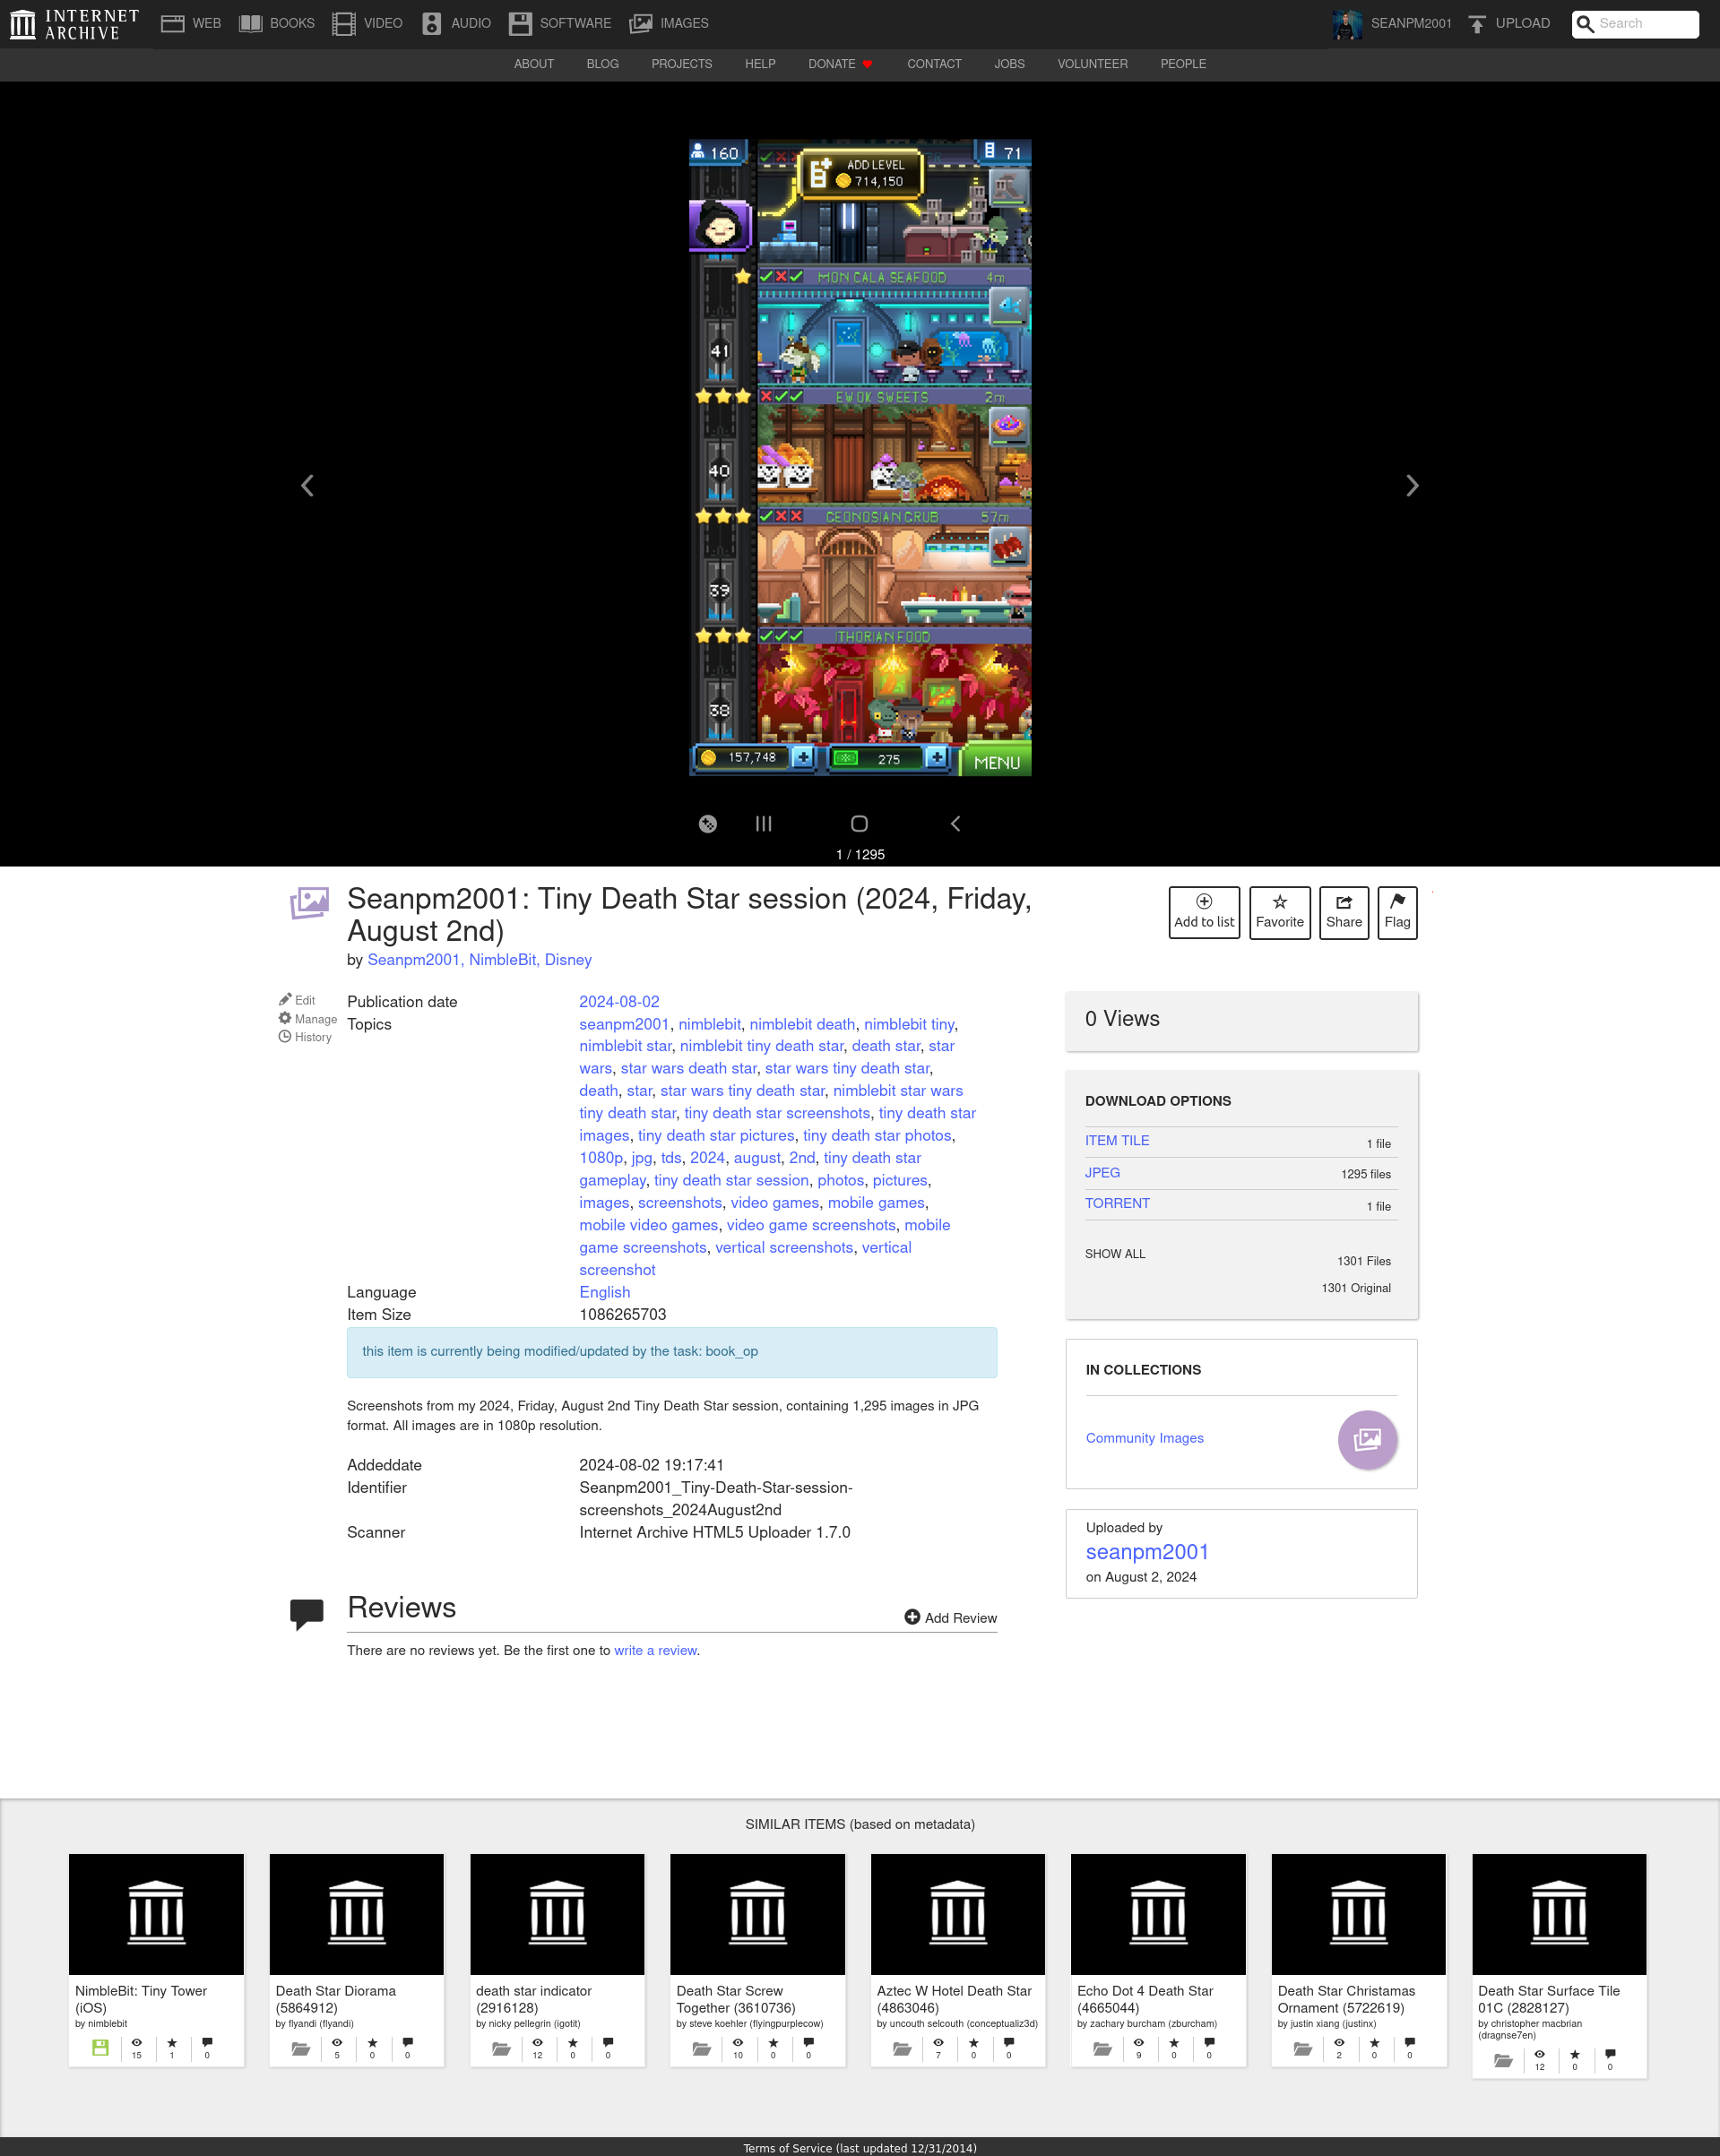 INTERNET ARCHIVE
WEB BOOKS VIDEO AUDIO SOFTWARE IMAGES SEANPM2001 UPLOAD Search
ABOUT BLOG PROJECTS HELP DONATE CONTACT JOBS VOLUNTEER PEOPLE
160 ADD LEVEL 71
714,150
MON CALA SEAFOOD 4m
41
EWOK SWEETS 2m
40
GEONOSIAN GRUB 57m
39
ITHORIAN FOOD
38
157,748 275 MENU
1 / 1295
Seanpm2001: Tiny Death Star session (2024, Friday,
August 2nd)
by Seanpm2001, NimbleBit, Disney
Add to list Favorite Share Flag
Edit
Manage
History
Publication date 2024-08-02
Topics seanpm2001, nimblebit, nimblebit death, nimblebit tiny,
nimblebit star, nimblebit tiny death star, death star, star
wars, star wars death star, star wars tiny death star,
death, star, star wars tiny death star, nimblebit star wars
tiny death star, tiny death star screenshots, tiny death star
images, tiny death star pictures, tiny death star photos,
1080p, jpg, tds, 2024, august, 2nd, tiny death star
gameplay, tiny death star session, photos, pictures,
images, screenshots, video games, mobile games,
mobile video games, video game screenshots, mobile
game screenshots, vertical screenshots, vertical
screenshot
Language English
Item Size 1086265703
this item is currently being modified/updated by the task: book_op
Screenshots from my 2024, Friday, August 2nd Tiny Death Star session, containing 1,295 images in JPG
format. All images are in 1080p resolution.
Addeddate 2024-08-02 19:17:41
Identifier Seanpm2001_Tiny-Death-Star-session-
screenshots_2024August2nd
Scanner Internet Archive HTML5 Uploader 1.7.0
0 Views
DOWNLOAD OPTIONS
ITEM TILE 1 file
JPEG 1295 files
TORRENT 1 file
SHOW ALL 1301 Files
1301 Original
IN COLLECTIONS
Community Images
Uploaded by
seanpm2001
on August 2, 2024
Reviews
Add Review
There are no reviews yet. Be the first one to write a review.
SIMILAR ITEMS (based on metadata)
NimbleBit: Tiny Tower
(iOS)
by nimblebit
15 1 0
Death Star Diorama
(5864912)
by flyandi (flyandi)
5 0 0
death star indicator
(2916128)
by nicky pellegrin (igotit)
12 0 0
Death Star Screw
Together (3610736)
by steve koehler (flyingpurplecow)
10 0 0
Aztec W Hotel Death Star
(4863046)
by uncouth selcouth (conceptualiz3d)
7 0 0
Echo Dot 4 Death Star
(4665044)
by zachary burcham (zburcham)
9 0 0
Death Star Christamas
Ornament (5722619)
by justin xiang (justinx)
2 0 0
Death Star Surface Tile
01C (2828127)
by christopher macbrian
(dragnse7en)
12 0 0
Terms of Service (last updated 12/31/2014)